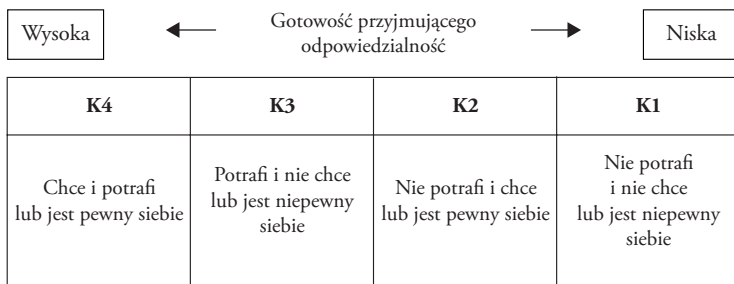 Wysoka
Gotowość przyjmującego
odpowiedzialność
Niska
K4
K3
K2
K1
Chce i potrafi
lub jest pewny siebie
Potrafi i nie chce
lub jest niepewny
siebie
Nie potrafi i chce
lub jest pewny siebie
Nie potrafi
i nie chce
lub jest niepewny
siebie